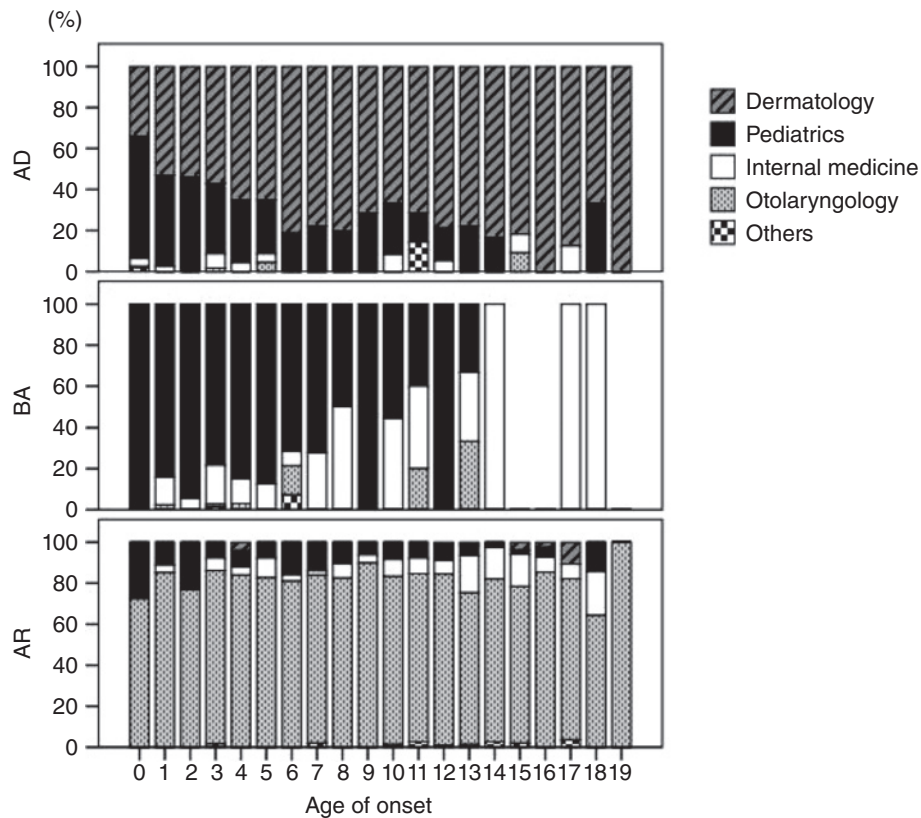 (%)
100
80
60
40
20
0
AD
100
80
60
40
20
0
BA
100
80
60
40
20
0
AR
0 1 2 3 4 5 6 7 8 9 10 11 12 13 14 15 16 17 18 19
Age of onset
Dermatology
Pediatrics
Internal medicine
Otolaryngology
Others